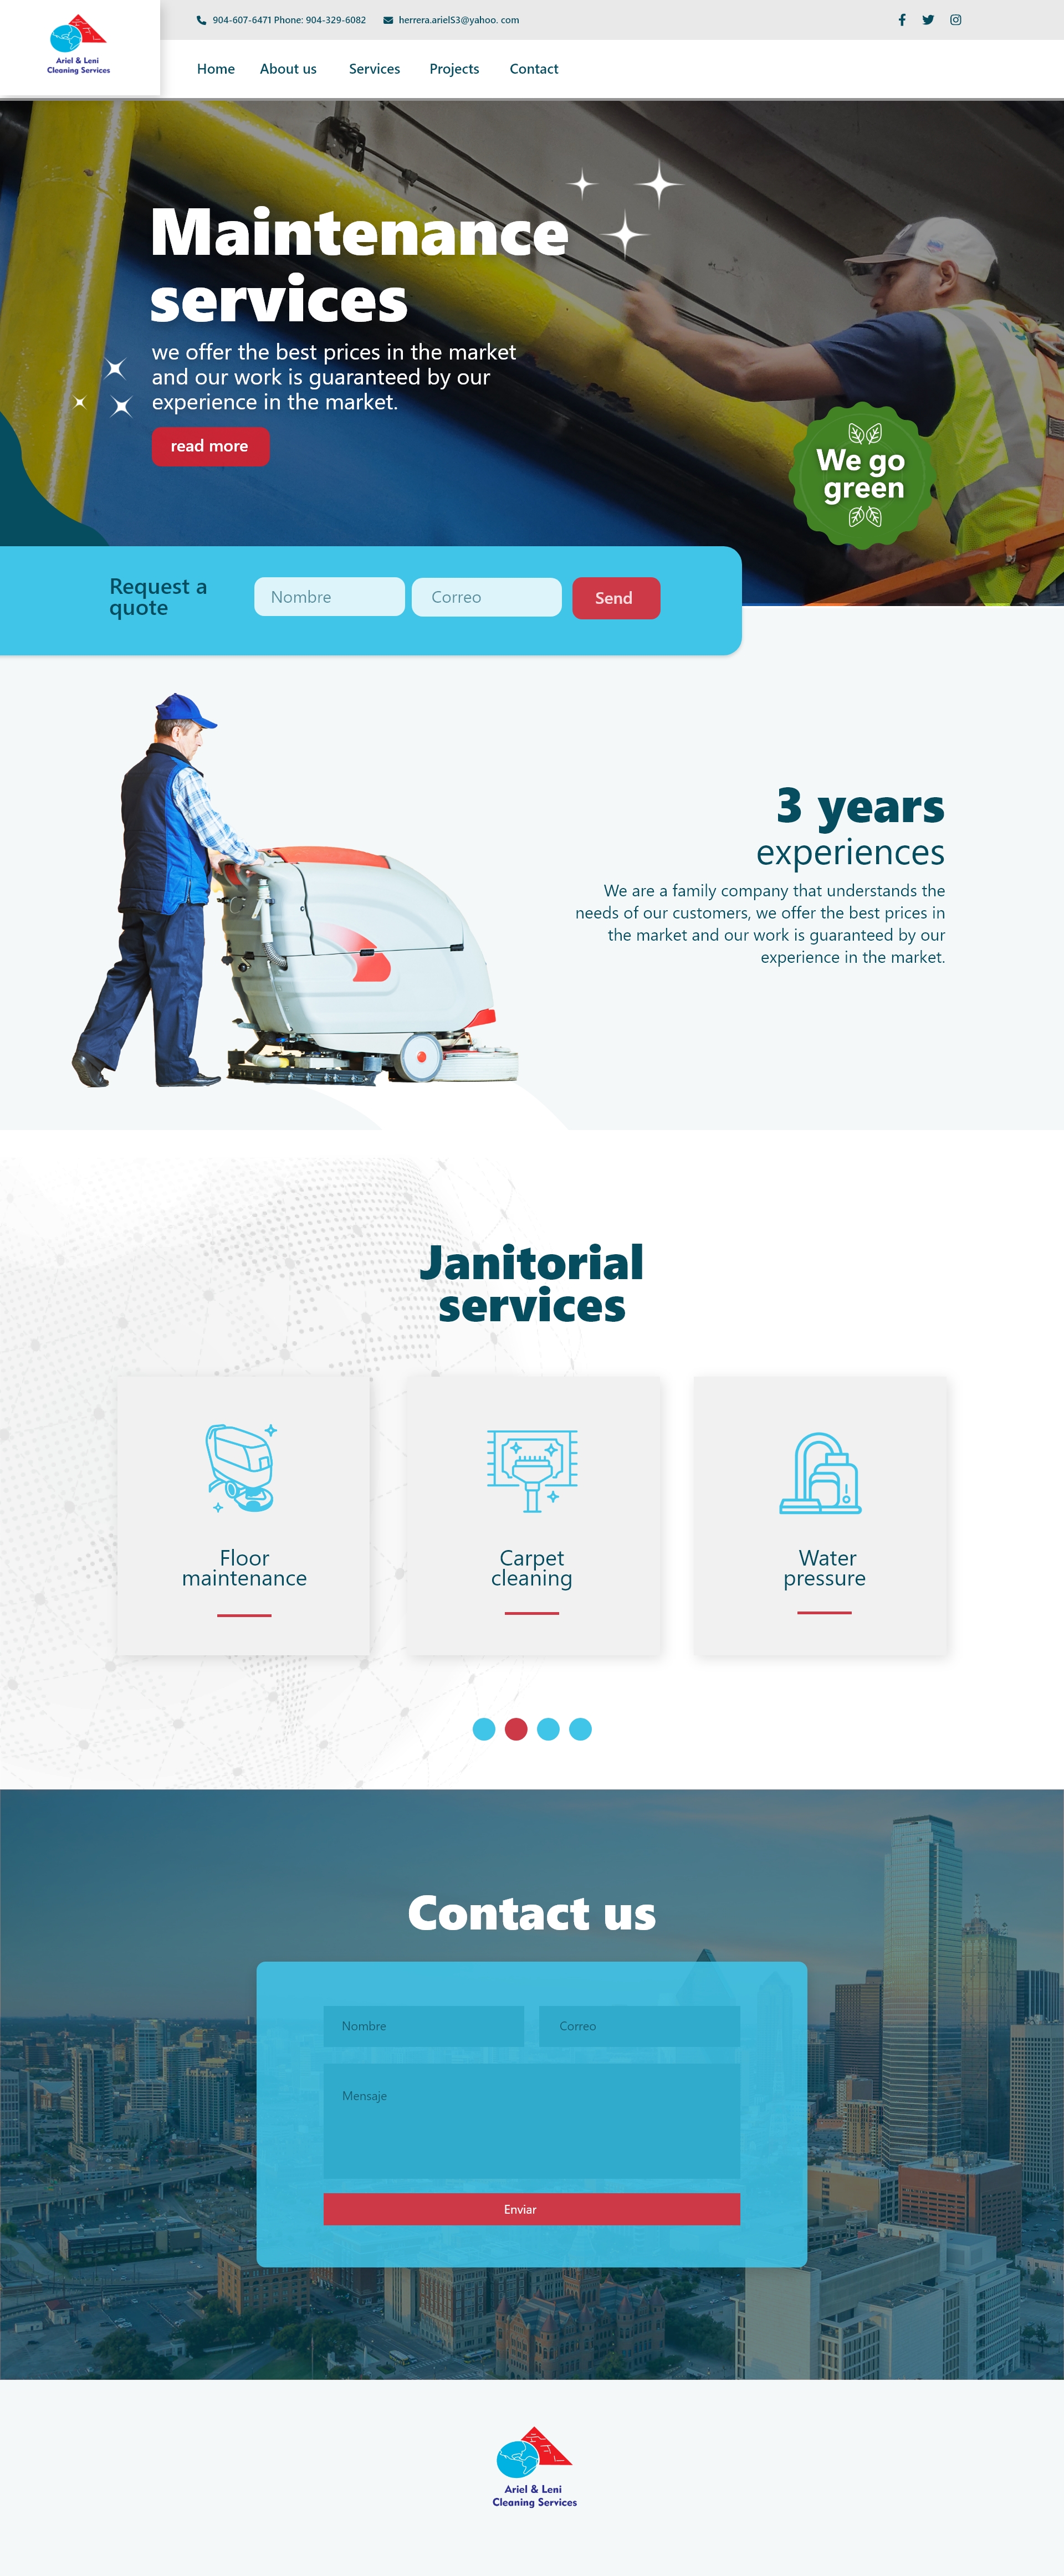 Ariel & Leni
Cleaning Services
904-607-6471 Phone: 904-329-6082
herrera.arielS3@yahoo. com
Home
About us
Services
Projects
Contact
Maintenance
services
we offer the best prices in the market
and our work is guaranteed by our
experience in the market.
read more
We go
green
Request a
quote
Nombre
Correo
Send
3 years
experiences
We are a family company that understands the
needs of our customers, we offer the best prices in
the market and our work is guaranteed by our
experience in the market.
Janitorial
services
Floor
maintenance
Carpet
cleaning
Water
pressure
Contact us
Nombre
Correo
Mensaje
Enviar
Ariel & Leni
Cleaning Services